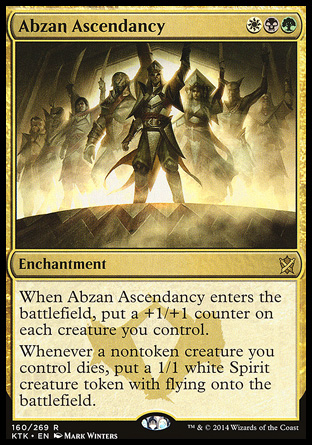 Abzan Ascendancy
Enchantment
When Abzan Ascendancy enters the
battlefield, put a +1/+1 counter on
each creature you control.
Whenever a nontoken creature you
control dies, put a 1/1 white Spirit
creature token with flying onto the
battlefield.
160/269 R
KTK • EN Mark Winters
™ & © 2014 Wizards of the Coast